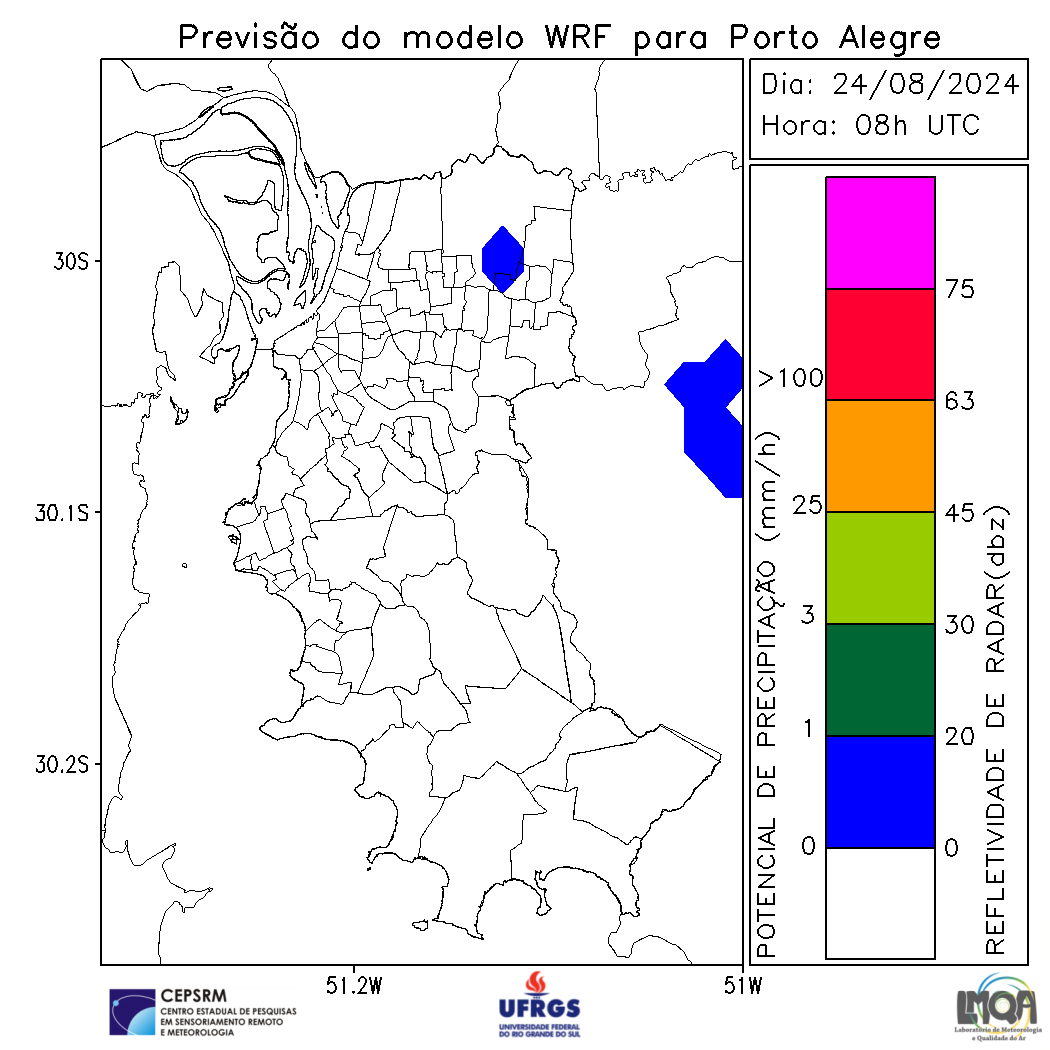 Previsão do modelo WRF para Porto Alegre
Dia: 24/08/2024
Hora: 08h UTC
30S
30.1S
30.2S
51.2W
51W
POTENCIAL DE PRECIPITAÇÃO (mm/h)
>100
25
3
1
0
75
63
45
30
20
0
REFLETIVIDADE DE RADAR(dbz)
CEPSRM
CENTRO ESTADUAL DE PESQUISAS
EM SENSORIAMENTO REMOTO
E METEOROLOGIA
UFRGS
UNIVERSIDADE FEDERAL
DO RIO GRANDE DO SUL
LMQA
Laboratório de Meteorologia
e Qualidade do Ar